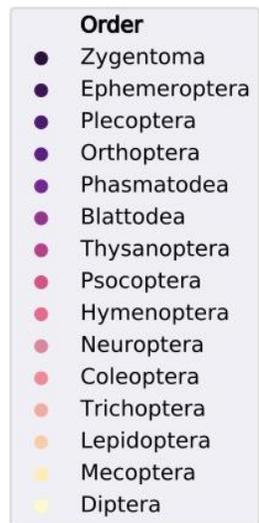 Order
Zygentoma
Ephemeroptera
Plecoptera
Orthoptera
Phasmatodea
Blattodea
Thysanoptera
Psocoptera
Hymenoptera
Neuroptera
Coleoptera
Trichoptera
Lepidoptera
Mecoptera
Diptera